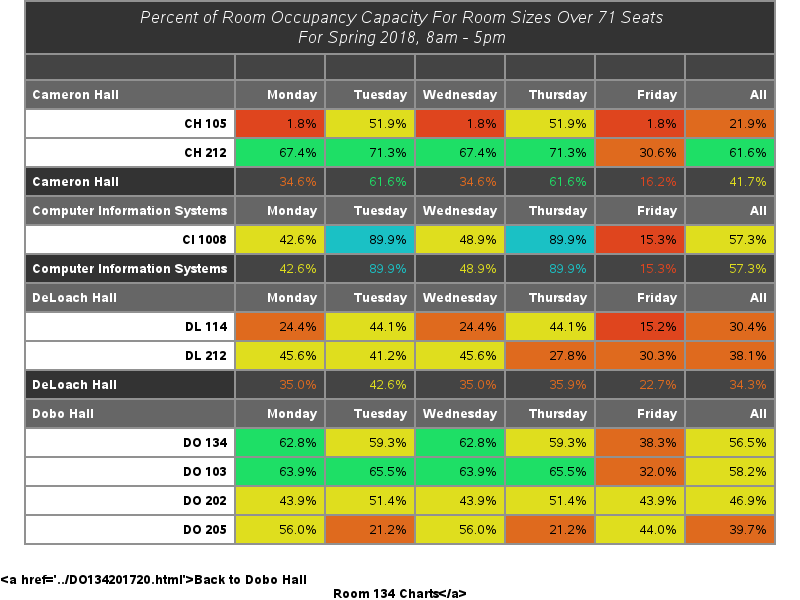 Percent of Room Occupancy Capacity For Room Sizes Over 71 Seats
For Spring 2018, 8am - 5pm
Cameron Hall Monday Tuesday Wednesday Thursday Friday All
CH 105 1.8% 51.9% 1.8% 51.9% 1.8% 21.9%
CH 212 67.4% 71.3% 67.4% 71.3% 30.6% 61.6%
Cameron Hall 34.6% 61.6% 34.6% 61.6% 16.2% 41.7%
Computer Information Systems Monday Tuesday Wednesday Thursday Friday All
CI 1008 42.6% 89.9% 48.9% 89.9% 15.3% 57.3%
Computer Information Systems 42.6% 89.9% 48.9% 89.9% 15.3% 57.3%
DeLoach Hall Monday Tuesday Wednesday Thursday Friday All
DL 114 24.4% 44.1% 24.4% 44.1% 15.2% 30.4%
DL 212 45.6% 41.2% 45.6% 27.8% 30.3% 38.1%
DeLoach Hall 35.0% 42.6% 35.0% 35.9% 22.7% 34.3%
Dobo Hall Monday Tuesday Wednesday Thursday Friday All
DO 134 62.8% 59.3% 62.8% 59.3% 38.3% 56.5%
DO 103 63.9% 65.5% 63.9% 65.5% 32.0% 58.2%
DO 202 43.9% 51.4% 43.9% 51.4% 43.9% 46.9%
DO 205 56.0% 21.2% 56.0% 21.2% 44.0% 39.7%
<a href='../DO134201720.html'>Back to Dobo Hall
Room 134 Charts</a>